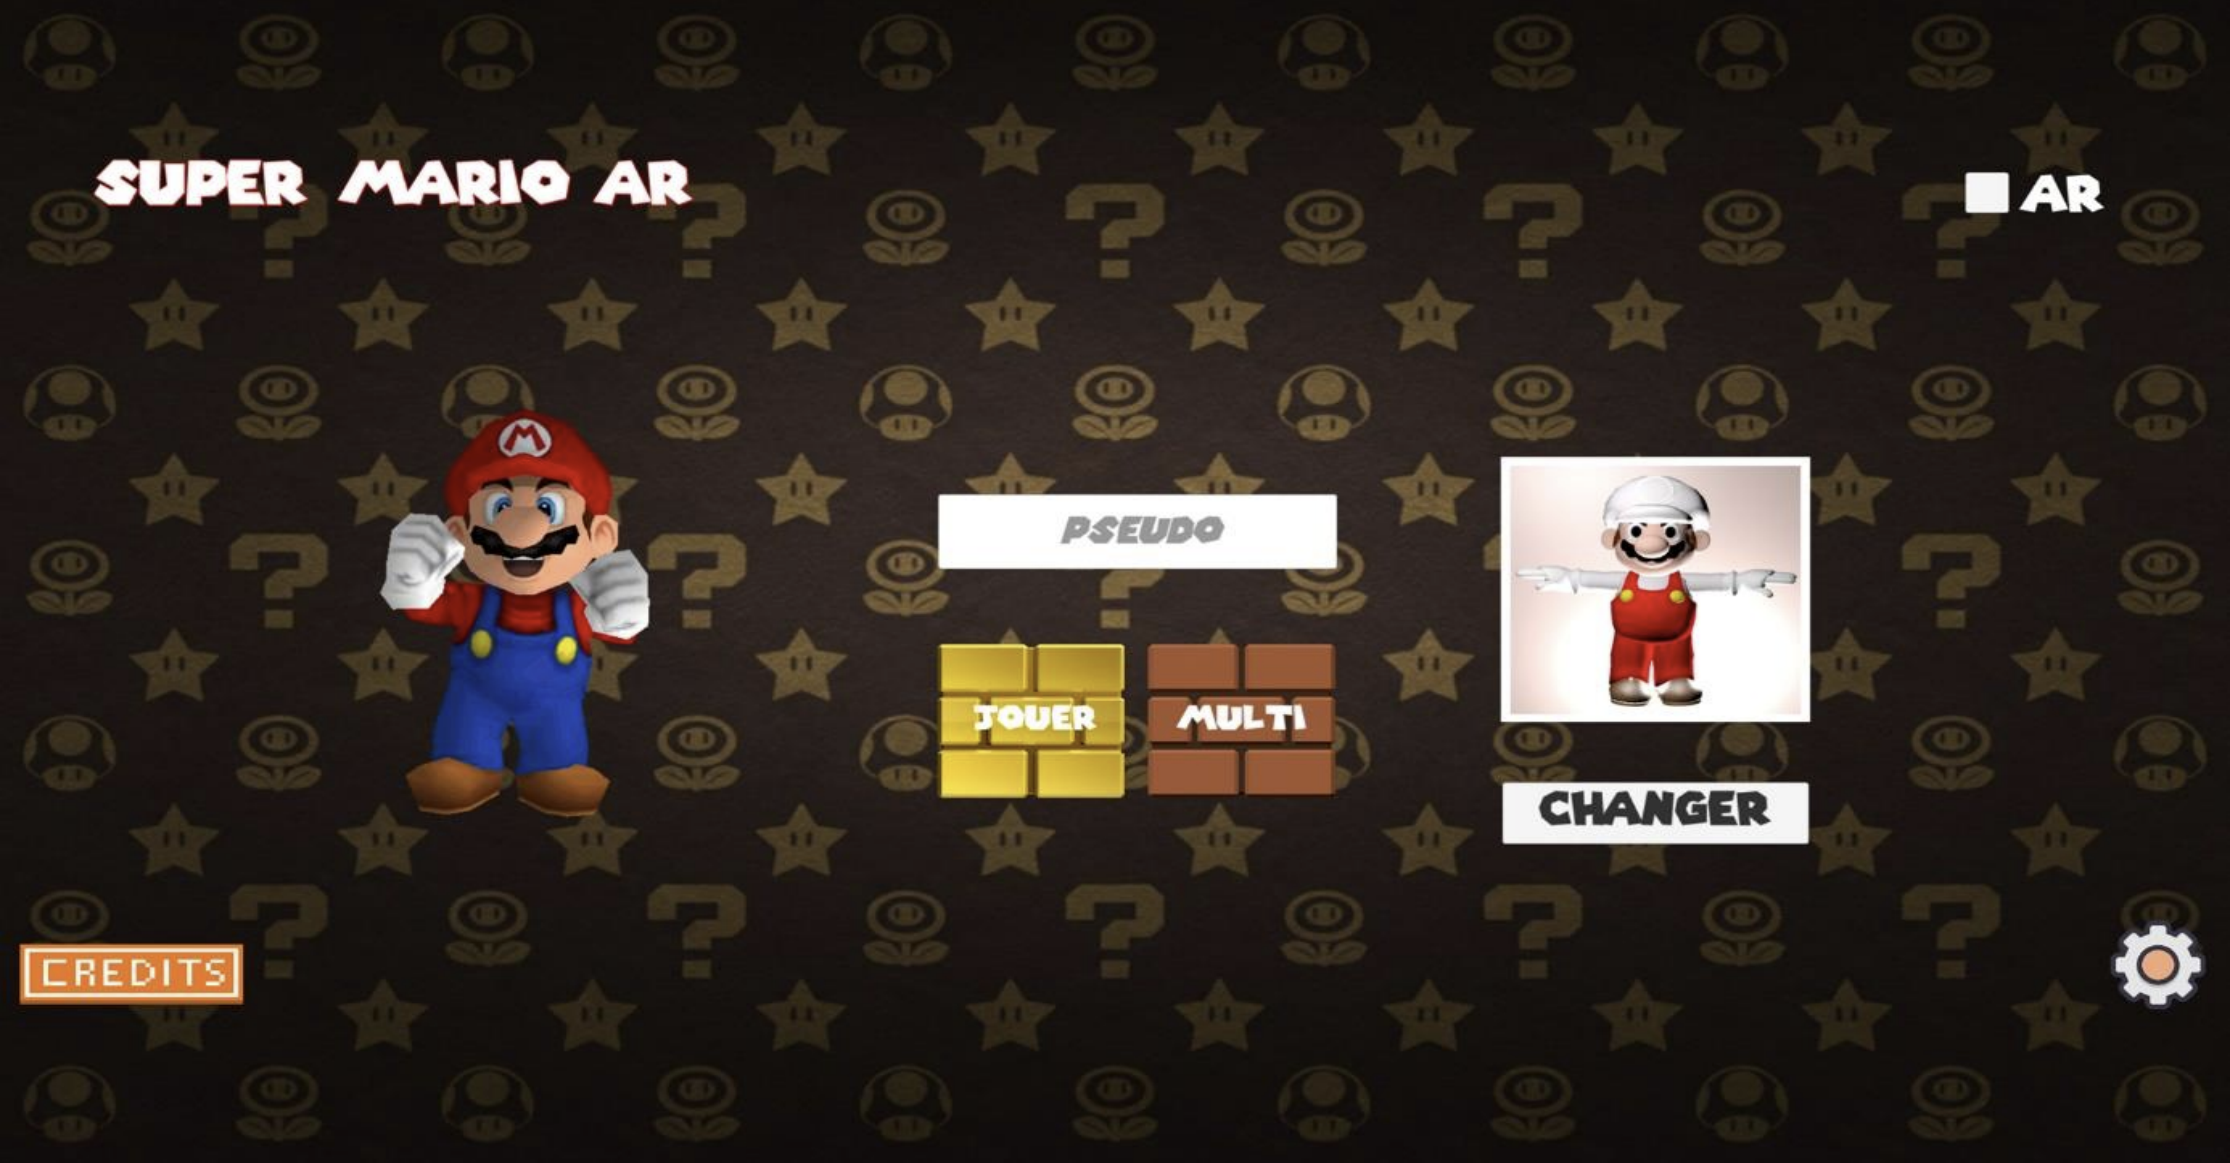 SUPER MARIO AR
AR
M
PSEUDO
JOUER
MULTI
CHANGER
CREDITS